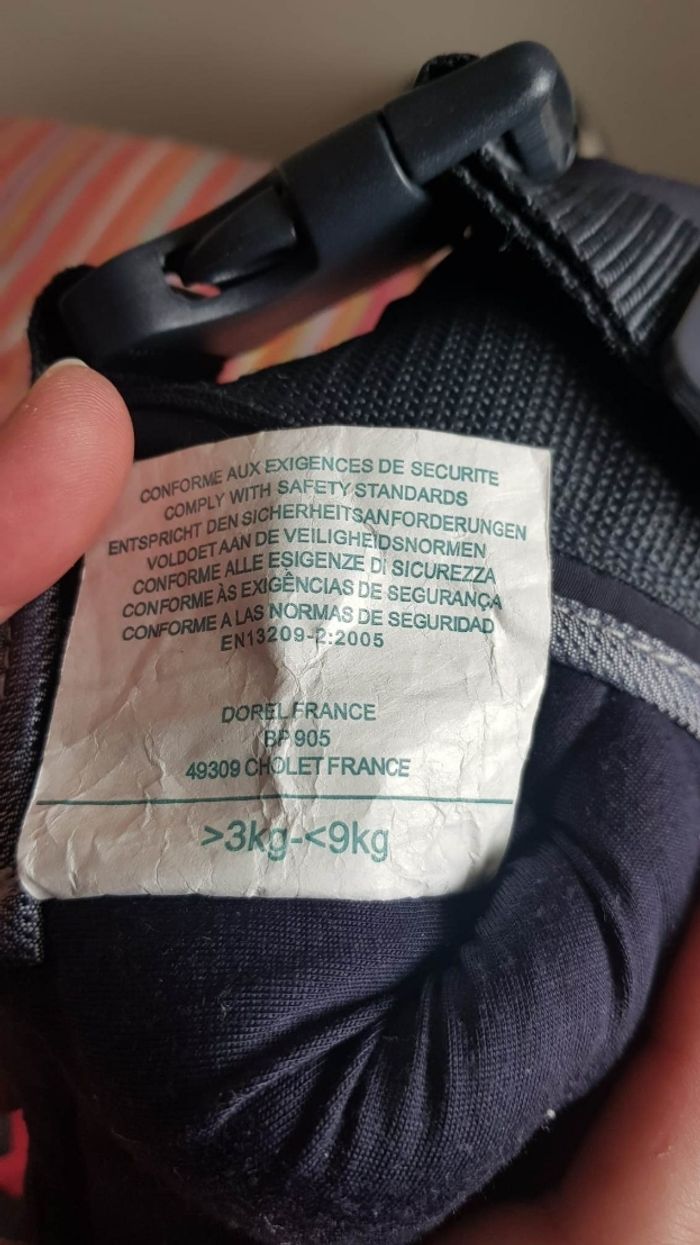 CONFORME AUX EXIGENCES DE SECURITE
COMPLY WITH SAFETY STANDARDS
ENTSPRICHT DEN SICHERHEITSANFORDERUNGEN
VOLDOET AAN DE VEILIGHEIDSNORMEN
CONFORME ALLE ESIGENZE DI SICUREZZA
CONFORME ÀS EXIGÊNCIAS DE SEGURANÇA
CONFORME A LAS NORMAS DE SEGURIDAD
EN13209-2:2005
DOREL FRANCE
BP 905
49309 CHOLET FRANCE
>3kg-<9kg